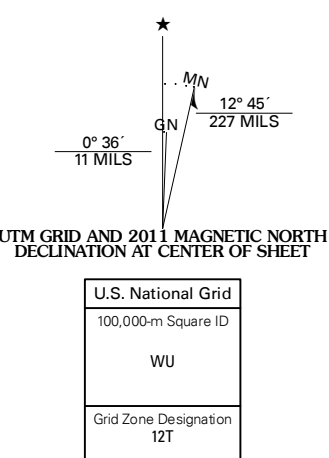 ★
MN
GN
12° 45´
227 MILS
0° 36´
11 MILS
UTM GRID AND 2011 MAGNETIC NORTH
DECLINATION AT CENTER OF SHEET
U.S. National Grid
100,000-m Square ID
WU
Grid Zone Designation
12T